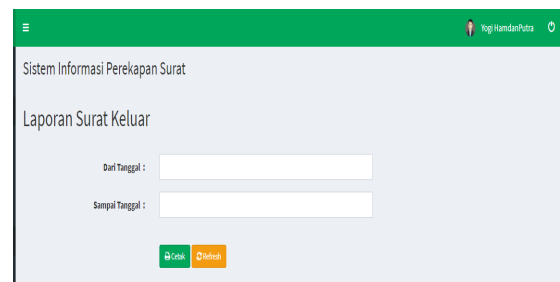 Yogi HamdanPutra
Sistem Informasi Perekapan Surat
Laporan Surat Keluar
Dari Tanggal :
Sampai Tanggal :
Cetak Refresh